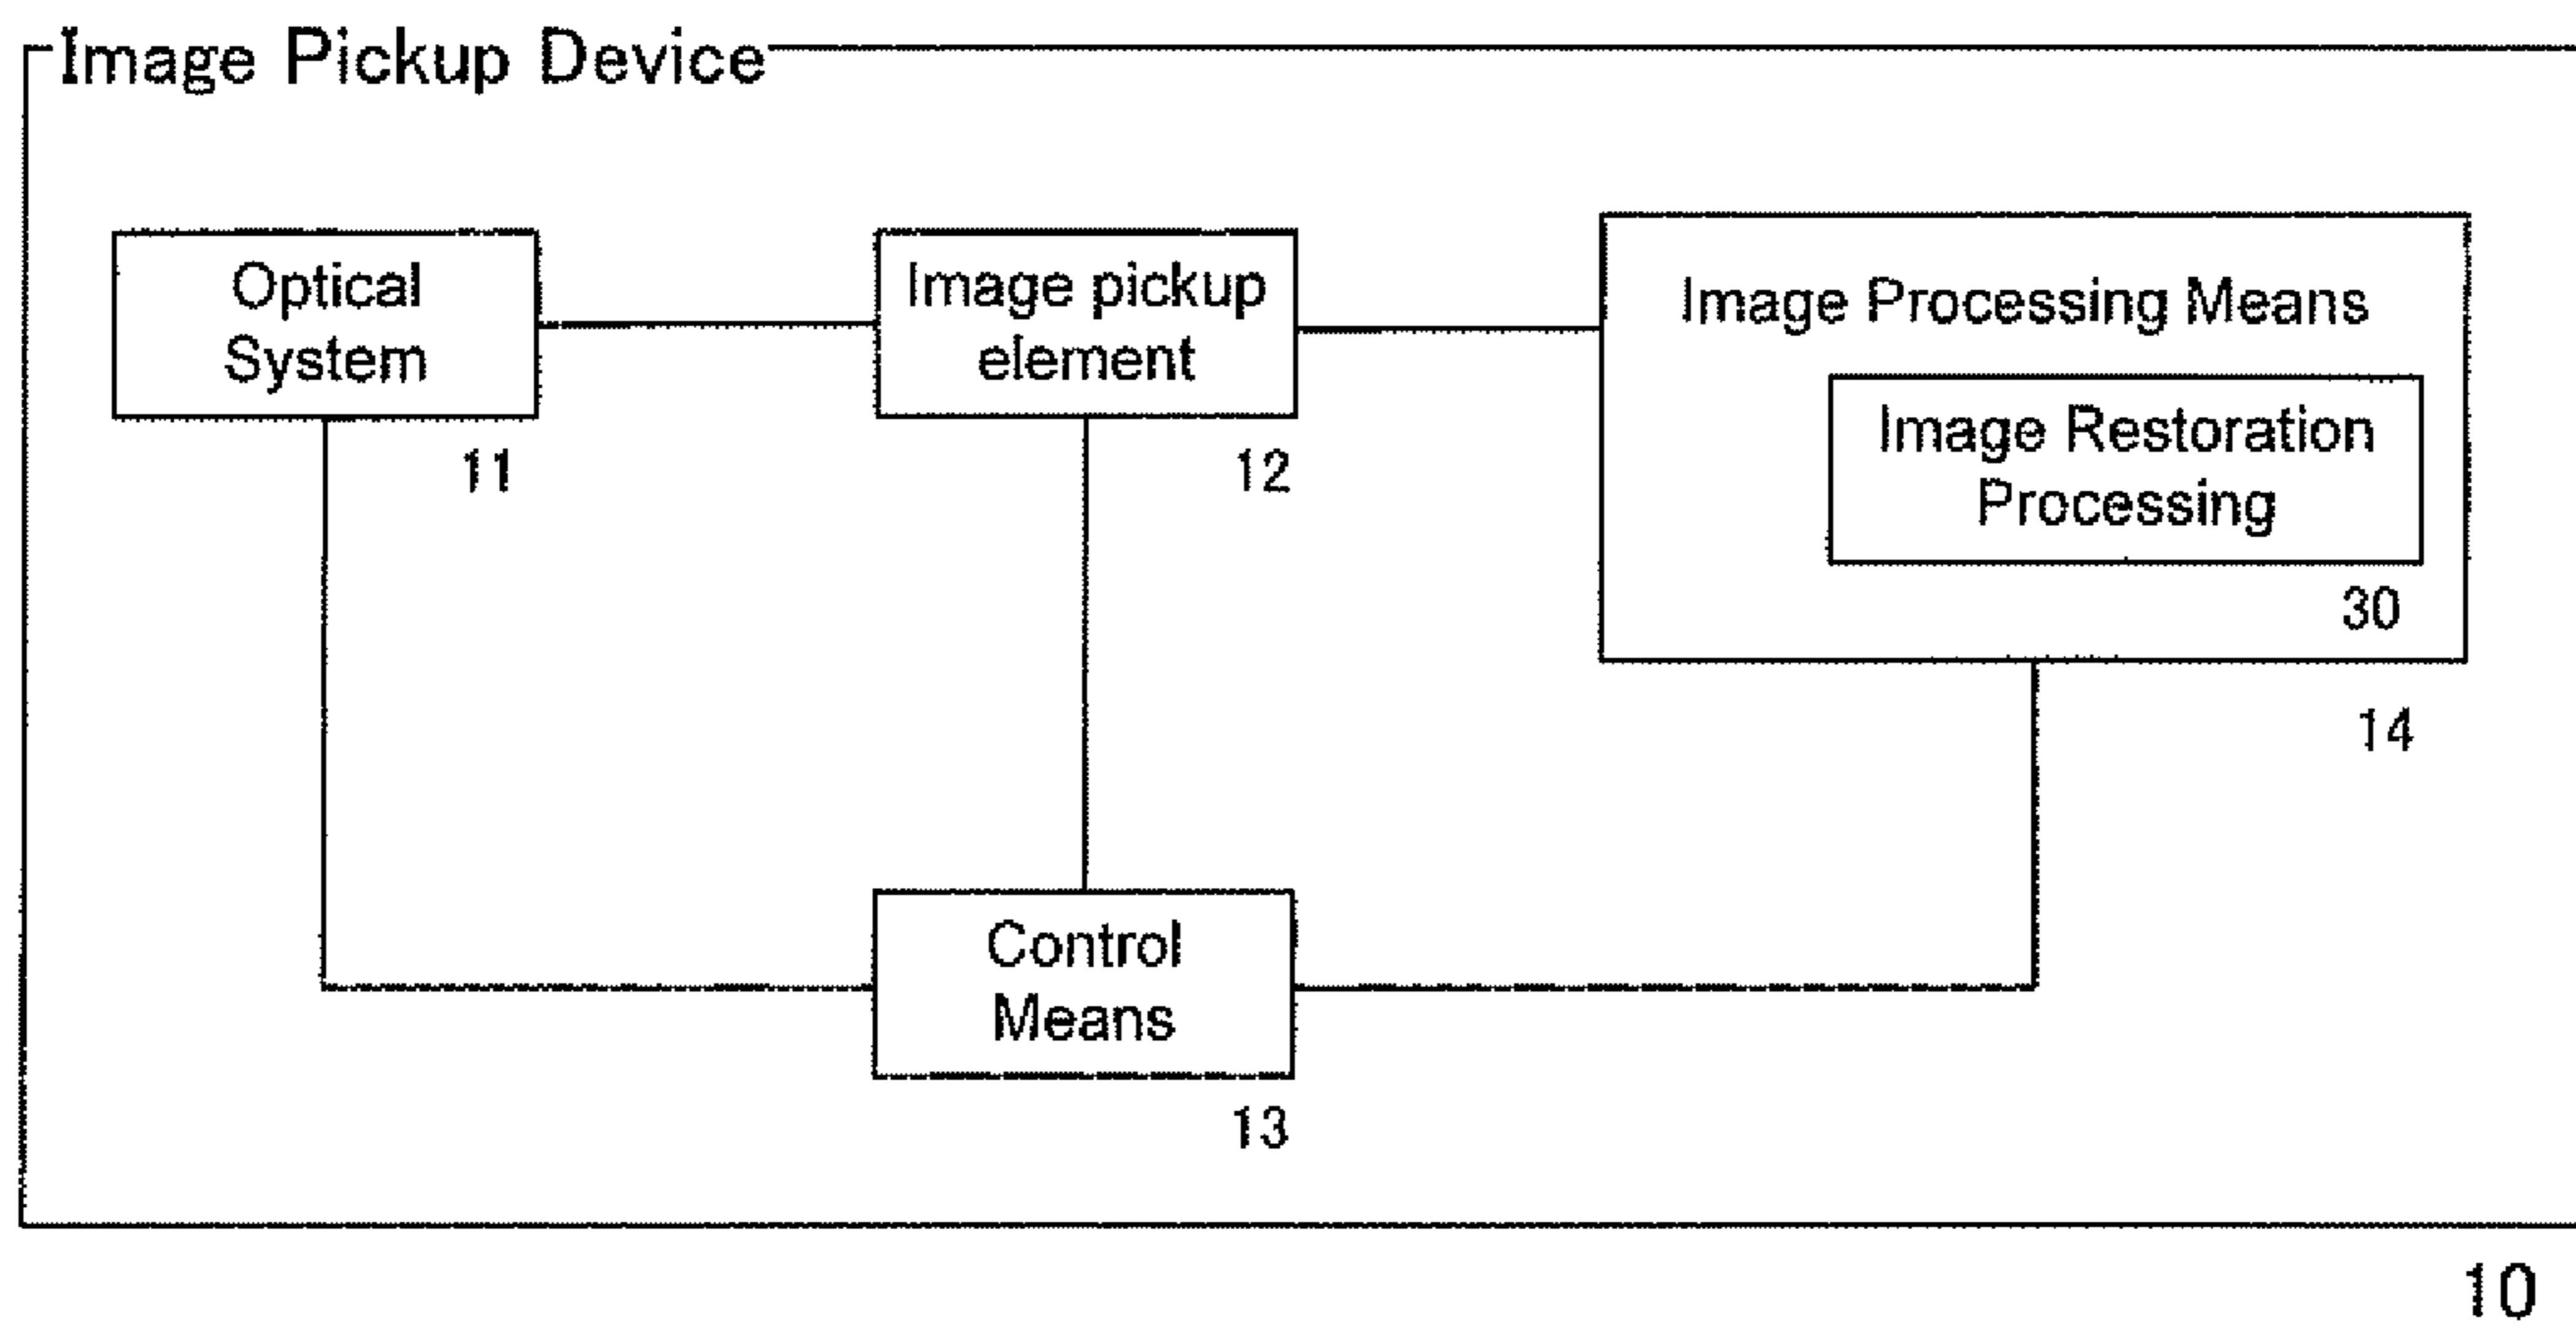 Image Pickup Device
Optical
System
11
Image pickup
element
12
Image Processing Means
Image Restoration
Processing
30
14
Control
Means
13
10